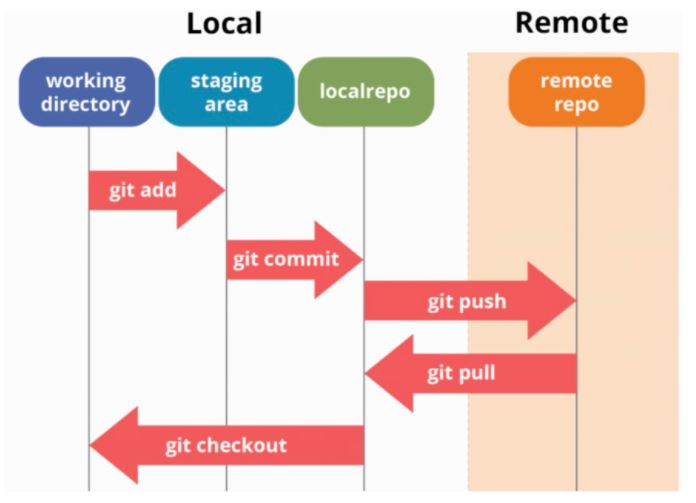 Local
Remote
working
directory
staging
area
localrepo
remote
repo
git add
git commit
git push
git pull
git checkout